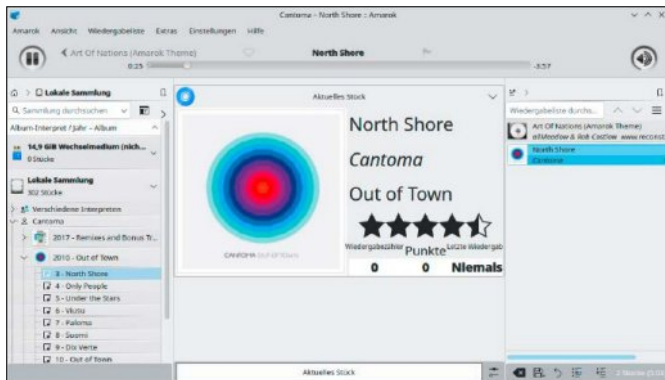 Cantoma - North Shore :: Amarok
Amarok Ansicht Wiedergabeliste Extras Einstellungen Hilfe
Art Of Nations (Amarok Theme)
North Shore
0:25
-3:57
Lokale Sammlung
Sammlung durchsuchen
Album-Interpret / Jahr - Album
14,9 GiB Wechselmedium (nich...
0 Stücke
Lokale Sammlung
302 Stücke
Verschiedene Interpreten
Cantoma
2017 - Remixes and Bonus Tr...
2010 - Out of Town
3 - North Shore
4 - Only People
5 - Under the Stars
7 - Paloma
8 - Suomi
9 - Dix Verte
10 - Out of Town
Aktuelles Stück
CANTOMA OUT OF TOWN
North Shore
Cantoma
Out of Town
Wiedergabezähler Punkte Letzte Wiedergab
0 0 Niemals
Aktuelles Stück
Wiedergabeliste durchs...
Art Of Nations (Amarok Theme)
North Shore
Cantoma